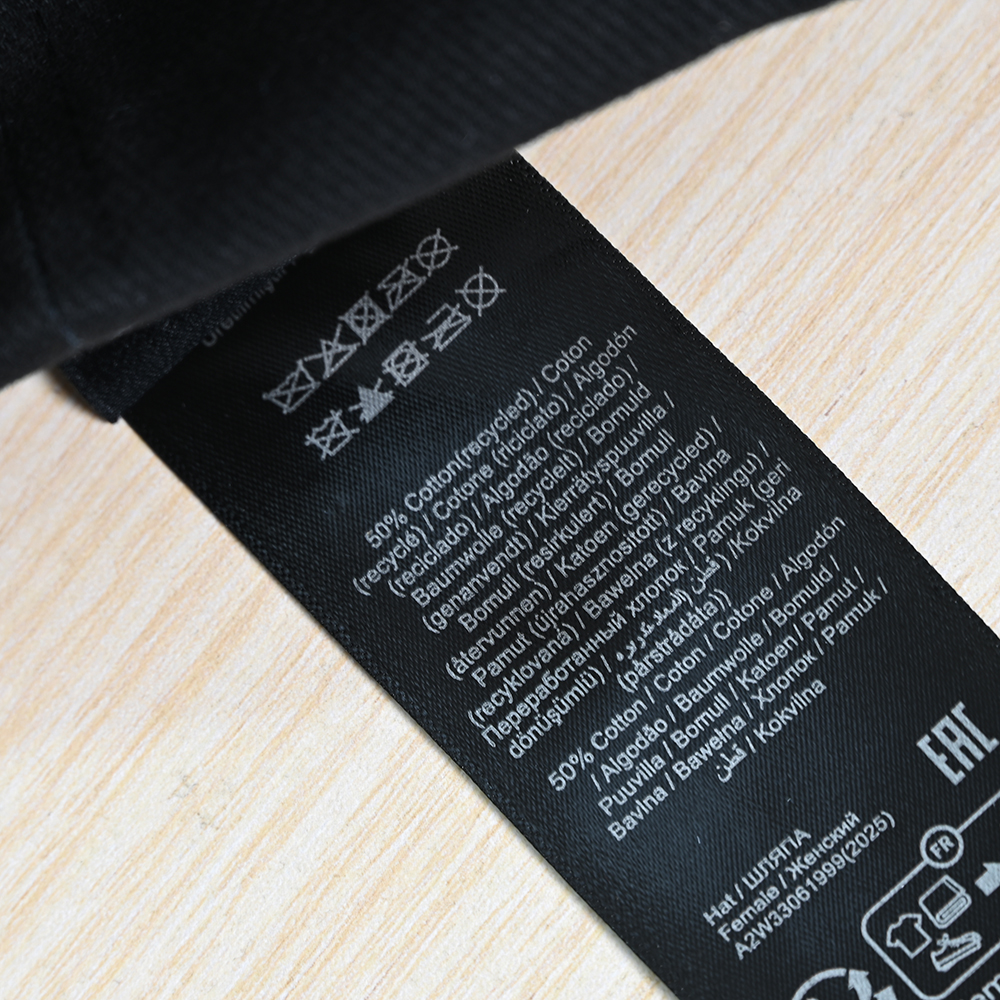 50% Cotton(recycled) / Coton
(recyclé) / Cotone (riciclato) / Algodón
(reciclado) / Algodão (reciclado) /
Baumwolle (recycelt) / Bomuld
(genanvendt) / Kierrätyspuuvilla /
Bomull (resirkulert) / Bomull
(återvunnen) / Katoen (gerecycled) /
Pamut (újrahasznosított) / Bavlna
(recyklovaná) / Bawełna (z recyklingu) /
Переработанный хлопок / Pamuk (geri
dönüşümlü) / قطن /Kokvilna
(pārstrādāta))
50% Cotton / Coton / Cotone / Algodón
/ Algodão / Baumwolle / Bomuld /
Puuvilla / Bomull / Katoen / Pamut /
Bavlna / Bawełna / Хлопок / Pamuk /
قطن / Kokvilna
EAC
Hat / ШЛЯПА
Female / Женский
A2W33061999(2025)
FR